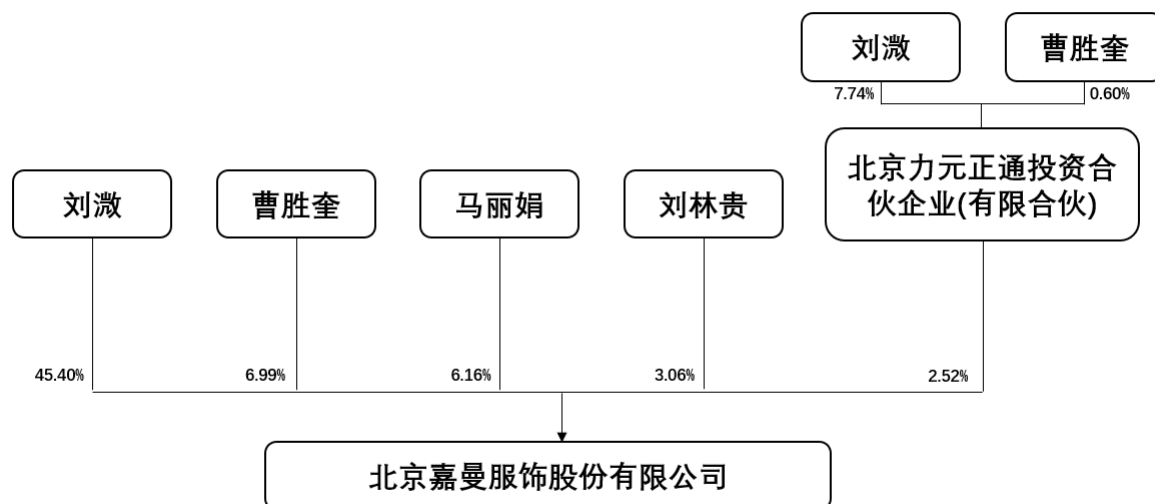 刘溦
曹胜奎
7.74%
0.60%
北京力元正通投资合
伙企业(有限合伙)
刘溦
曹胜奎
马丽娟
刘林贵
45.40%
6.99%
6.16%
3.06%
2.52%
北京嘉曼服饰股份有限公司